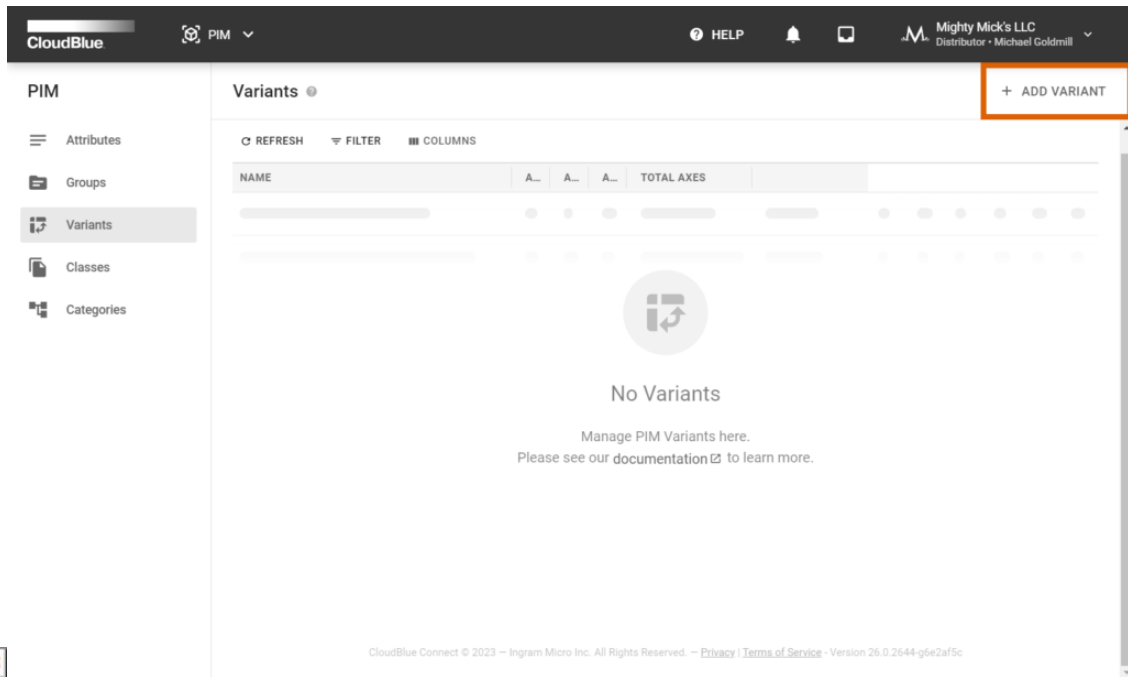 CloudBlue. PIM HELP Mighty Mick's LLC
Distributor • Michael Goldmill
PIM
Variants
+ ADD VARIANT
Attributes
REFRESH FILTER COLUMNS
NAME A... A... A... TOTAL AXES
Groups
Variants
Classes
Categories
No Variants
Manage PIM Variants here.
Please see our documentation to learn more.
CloudBlue Connect © 2023 — Ingram Micro Inc. All Rights Reserved. — Privacy | Terms of Service - Version 26.0.2644-g6e2af5c